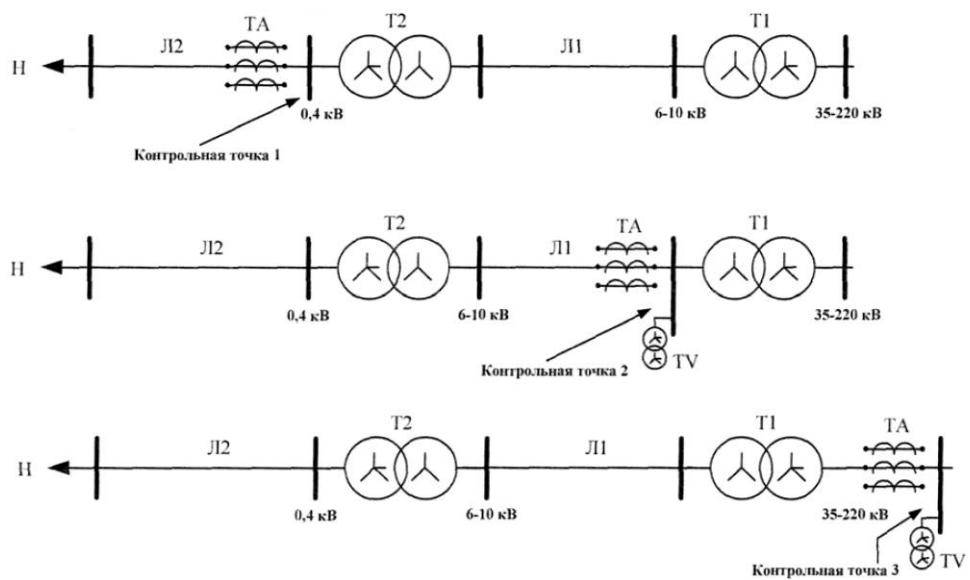 ТА
Т2
Т1
Л2
Л1
Н
0,4 кВ
6-10 кВ
35-220 кВ
Контрольная точка 1
Т2
ТА
Т1
Л2
Л1
Н
0,4 кВ
6-10 кВ
35-220 кВ
Контрольная точка 2
TV
Т2
Т1
ТА
Л2
Л1
Н
0,4 кВ
6-10 кВ
35-220 кВ
Контрольная точка 3
TV